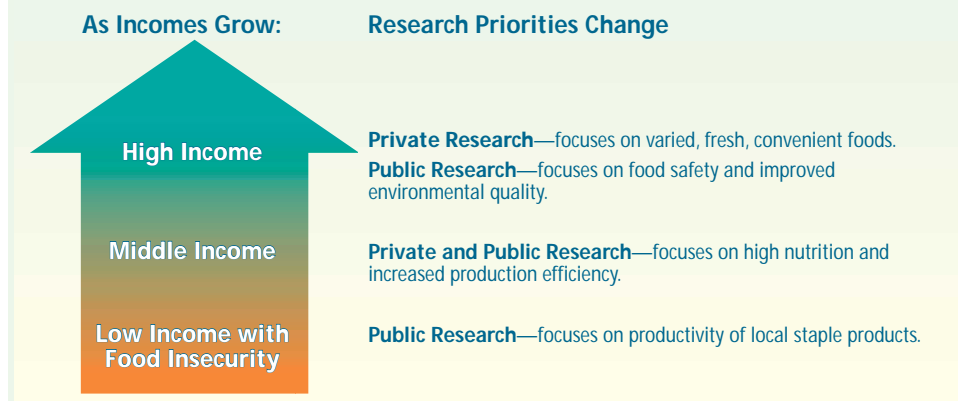 As Incomes Grow:
Research Priorities Change
High Income
Private Research—focuses on varied, fresh, convenient foods.
Public Research—focuses on food safety and improved
environmental quality.
Middle Income
Private and Public Research—focuses on high nutrition and
increased production efficiency.
Low Income with
Food Insecurity
Public Research—focuses on productivity of local staple products.